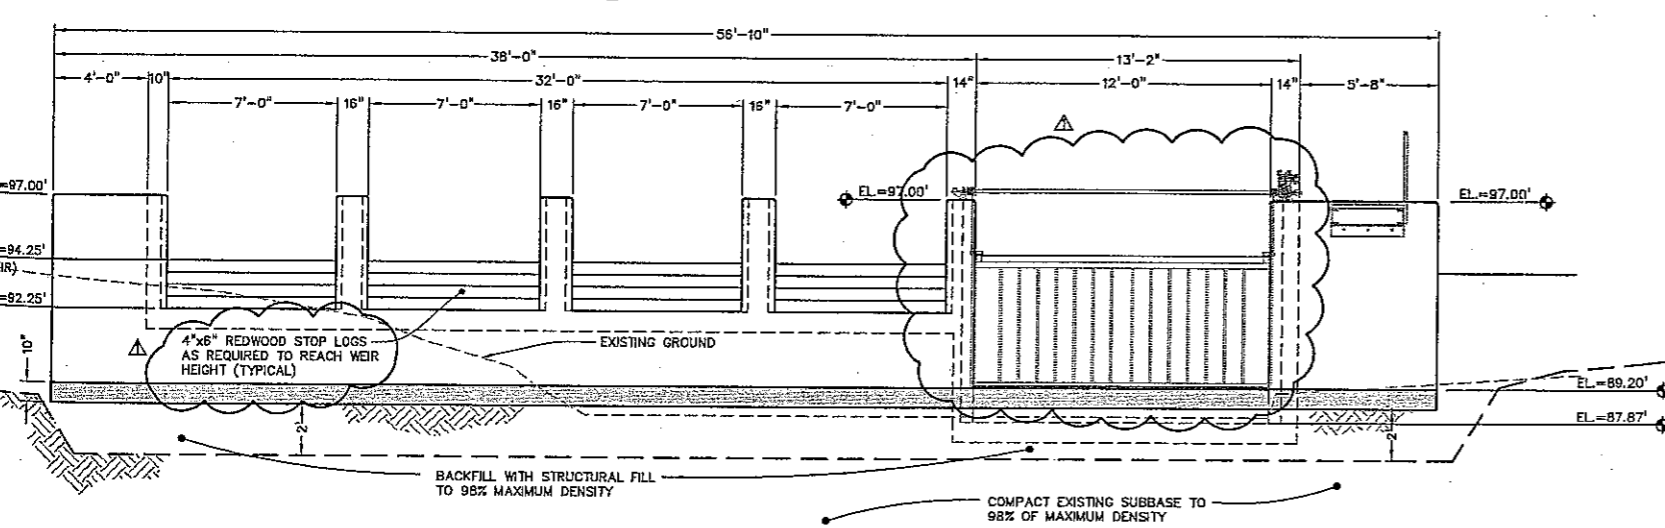 56'-10"
38'-0" 13'-2"
4'-0" 10" 32'-0" 14" 12'-0" 14" 5'-8"
7'-0" 16" 7'-0" 16" 7'-0" 16" 7'-0"
=97.00' EL.=97.00' EL.=97.00'
=94.25'
IR)
=92.25'
10"
4"x6" REDWOOD STOP LOGS
AS REQUIRED TO REACH WEIR
HEIGHT (TYPICAL)
EXISTING GROUND
EL.=89.20'
EL.=87.87'
2' 2'
BACKFILL WITH STRUCTURAL FILL
TO 98% MAXIMUM DENSITY
COMPACT EXISTING SUBBASE TO
98% OF MAXIMUM DENSITY